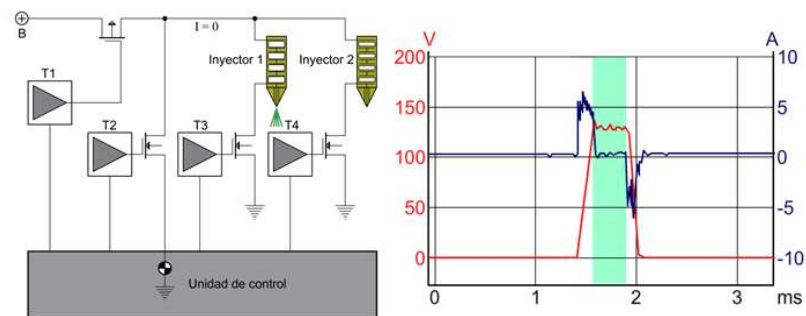 B
I = 0
Inyector 1
Inyector 2
T1
T2
T3
T4
Unidad de control
V
A
200
10
150
5
100
0
50
-5
0
-10
0
1
2
3
ms